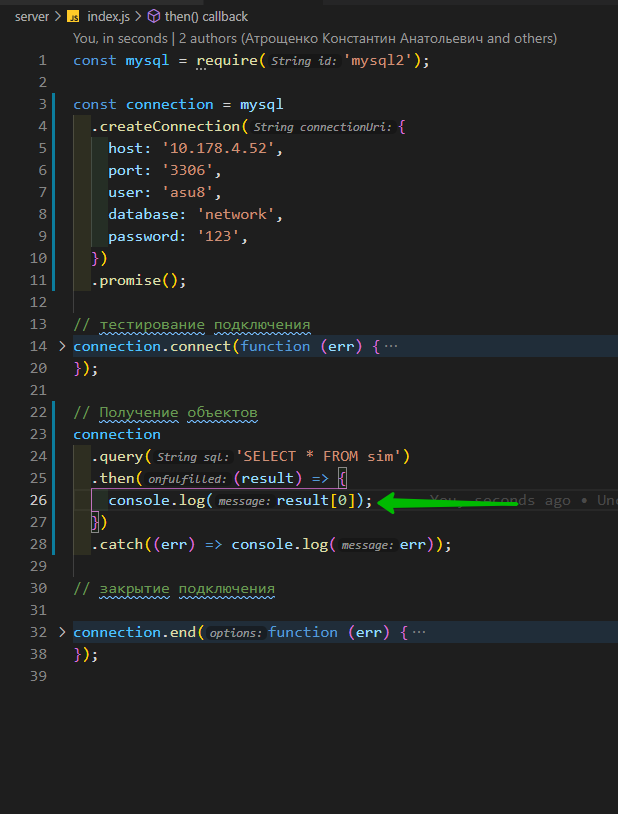 server > JS index.js > then() callback
You, in seconds | 2 authors (Атрощенко Константин Анатольевич and others)
1 const mysql = require(String id: 'mysql2');
2
3 const connection = mysql
4 .createConnection(String connectionUri: {
5 host: '10.178.4.52',
6 port: '3306',
7 user: 'asu8',
8 database: 'network',
9 password: '123',
10 })
11 .promise();
12
13 // тестирование подключения
14 > connection.connect(function (err) { ···
20 });
21
22 // Получение объектов
23 connection
24 .query(String sql: 'SELECT * FROM sim')
25 .then(onfulfilled: (result) => {
26 console.log(message: result[0]); You, seconds ago • Un
27 })
28 .catch((err) => console.log(message: err));
29
30 // закрытие подключения
31
32 > connection.end(options: function (err) { ···
38 });
39